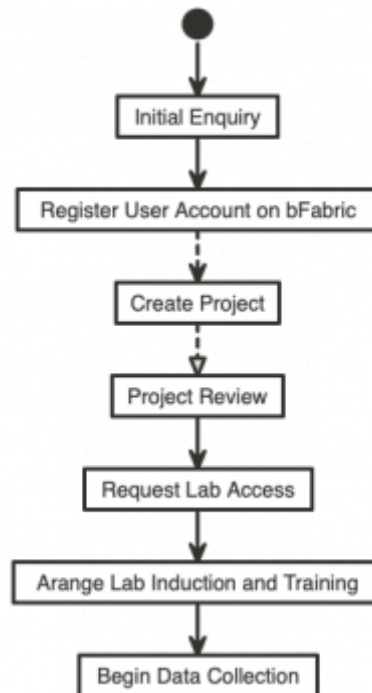 Initial Enquiry
Register User Account on bFabric
Create Project
Project Review
Request Lab Access
Arange Lab Induction and Training
Begin Data Collection